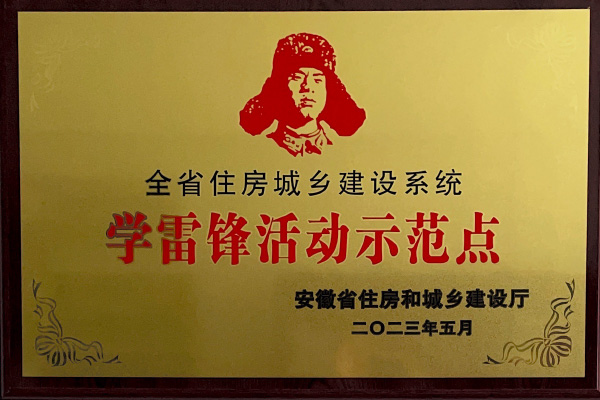 全省住房城乡建设系统
学雷锋活动示范点
安徽省住房和城乡建设厅
二〇二三年五月